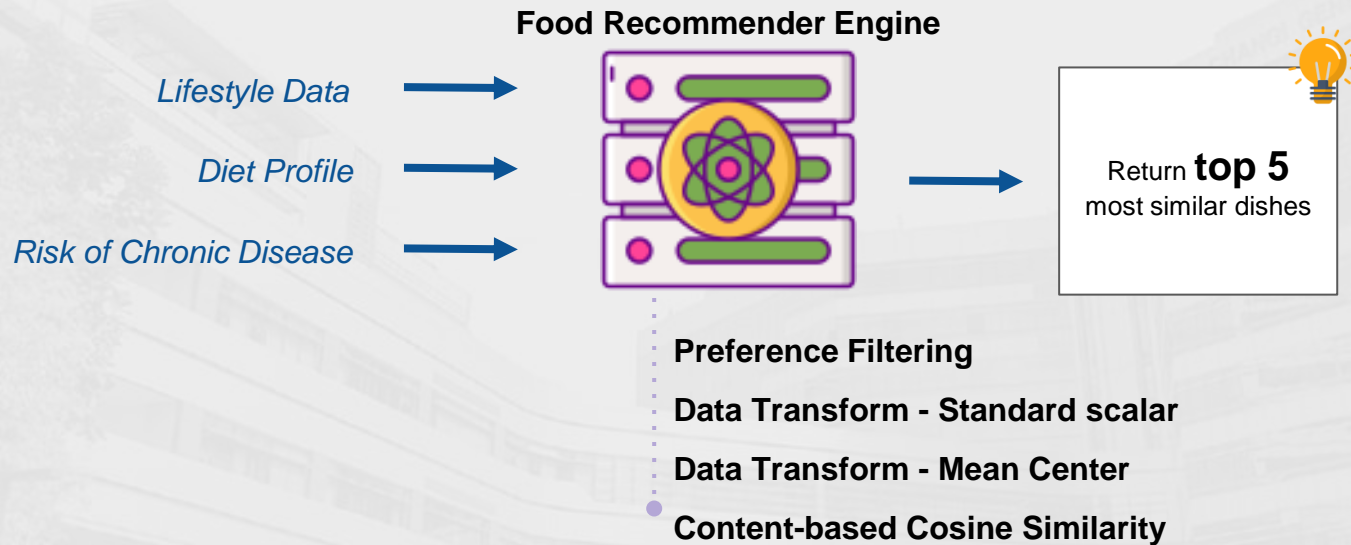 Food Recommender Engine
Lifestyle Data
Diet Profile
Risk of Chronic Disease
Return top 5
most similar dishes
Preference Filtering
Data Transform - Standard scalar
Data Transform - Mean Center
Content-based Cosine Similarity